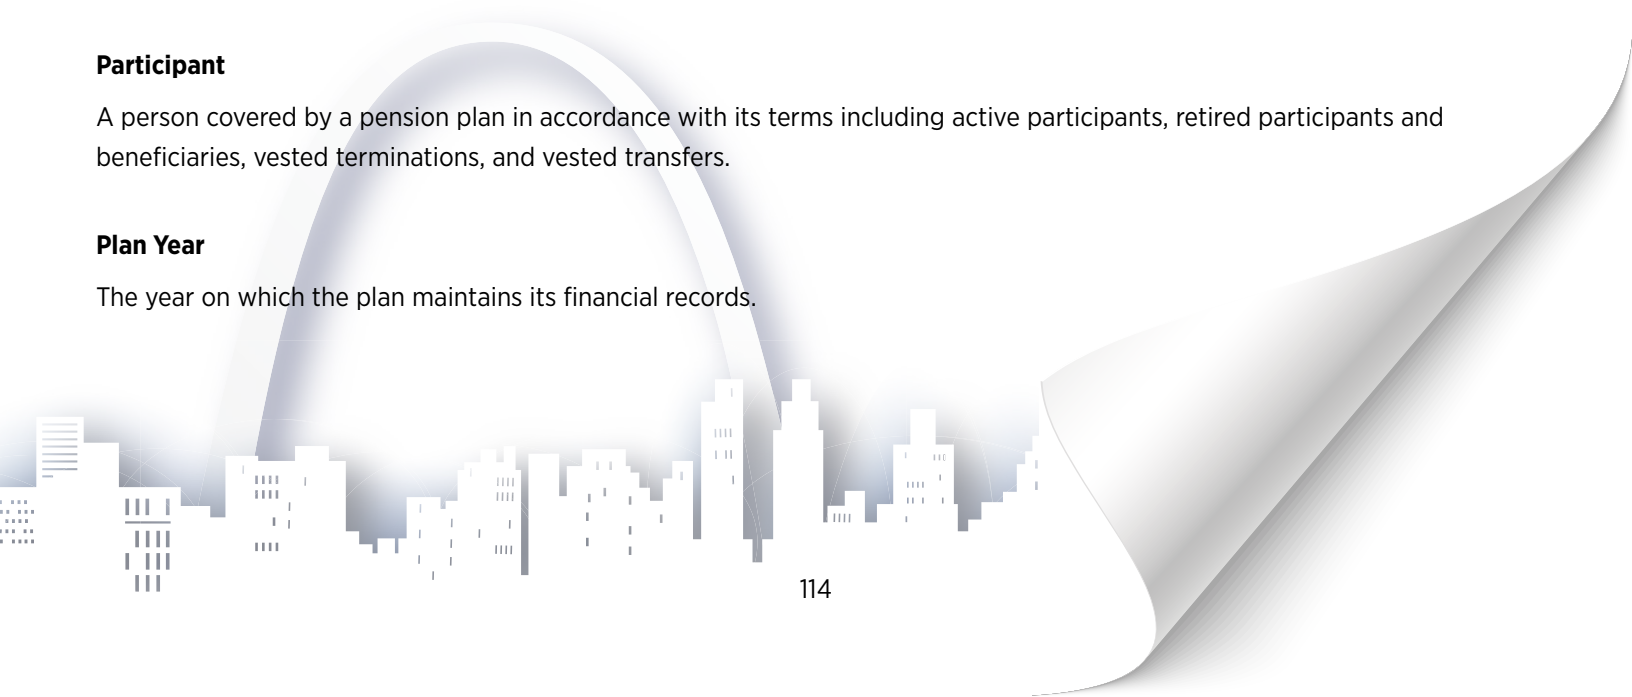 Participant
A person covered by a pension plan in accordance with its terms including active participants, retired participants and
beneficiaries, vested terminations, and vested transfers.
Plan Year
The year on which the plan maintains its financial records.
114